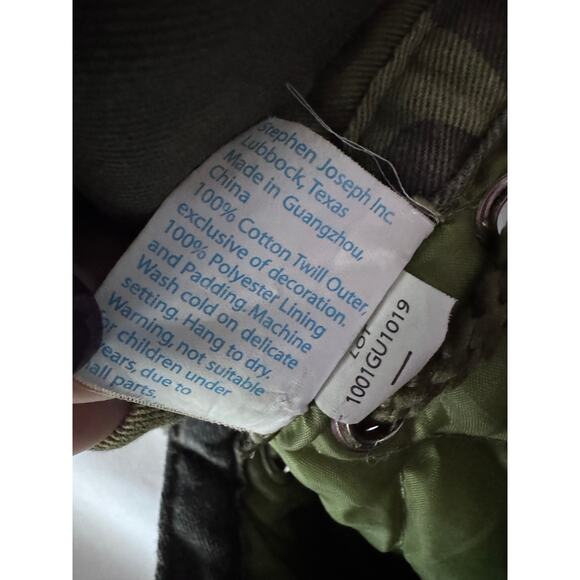 Stephen Joseph Inc.
Lubbock, Texas
Made in Guangzhou,
China
100% Cotton Twill Outer,
exclusive of decoration.
100% Polyester Lining
and Padding. Machine
Wash cold on delicate
setting. Hang to dry.
Warning, not suitable
for children under
years, due to
small parts.
LOT
1001GU1019